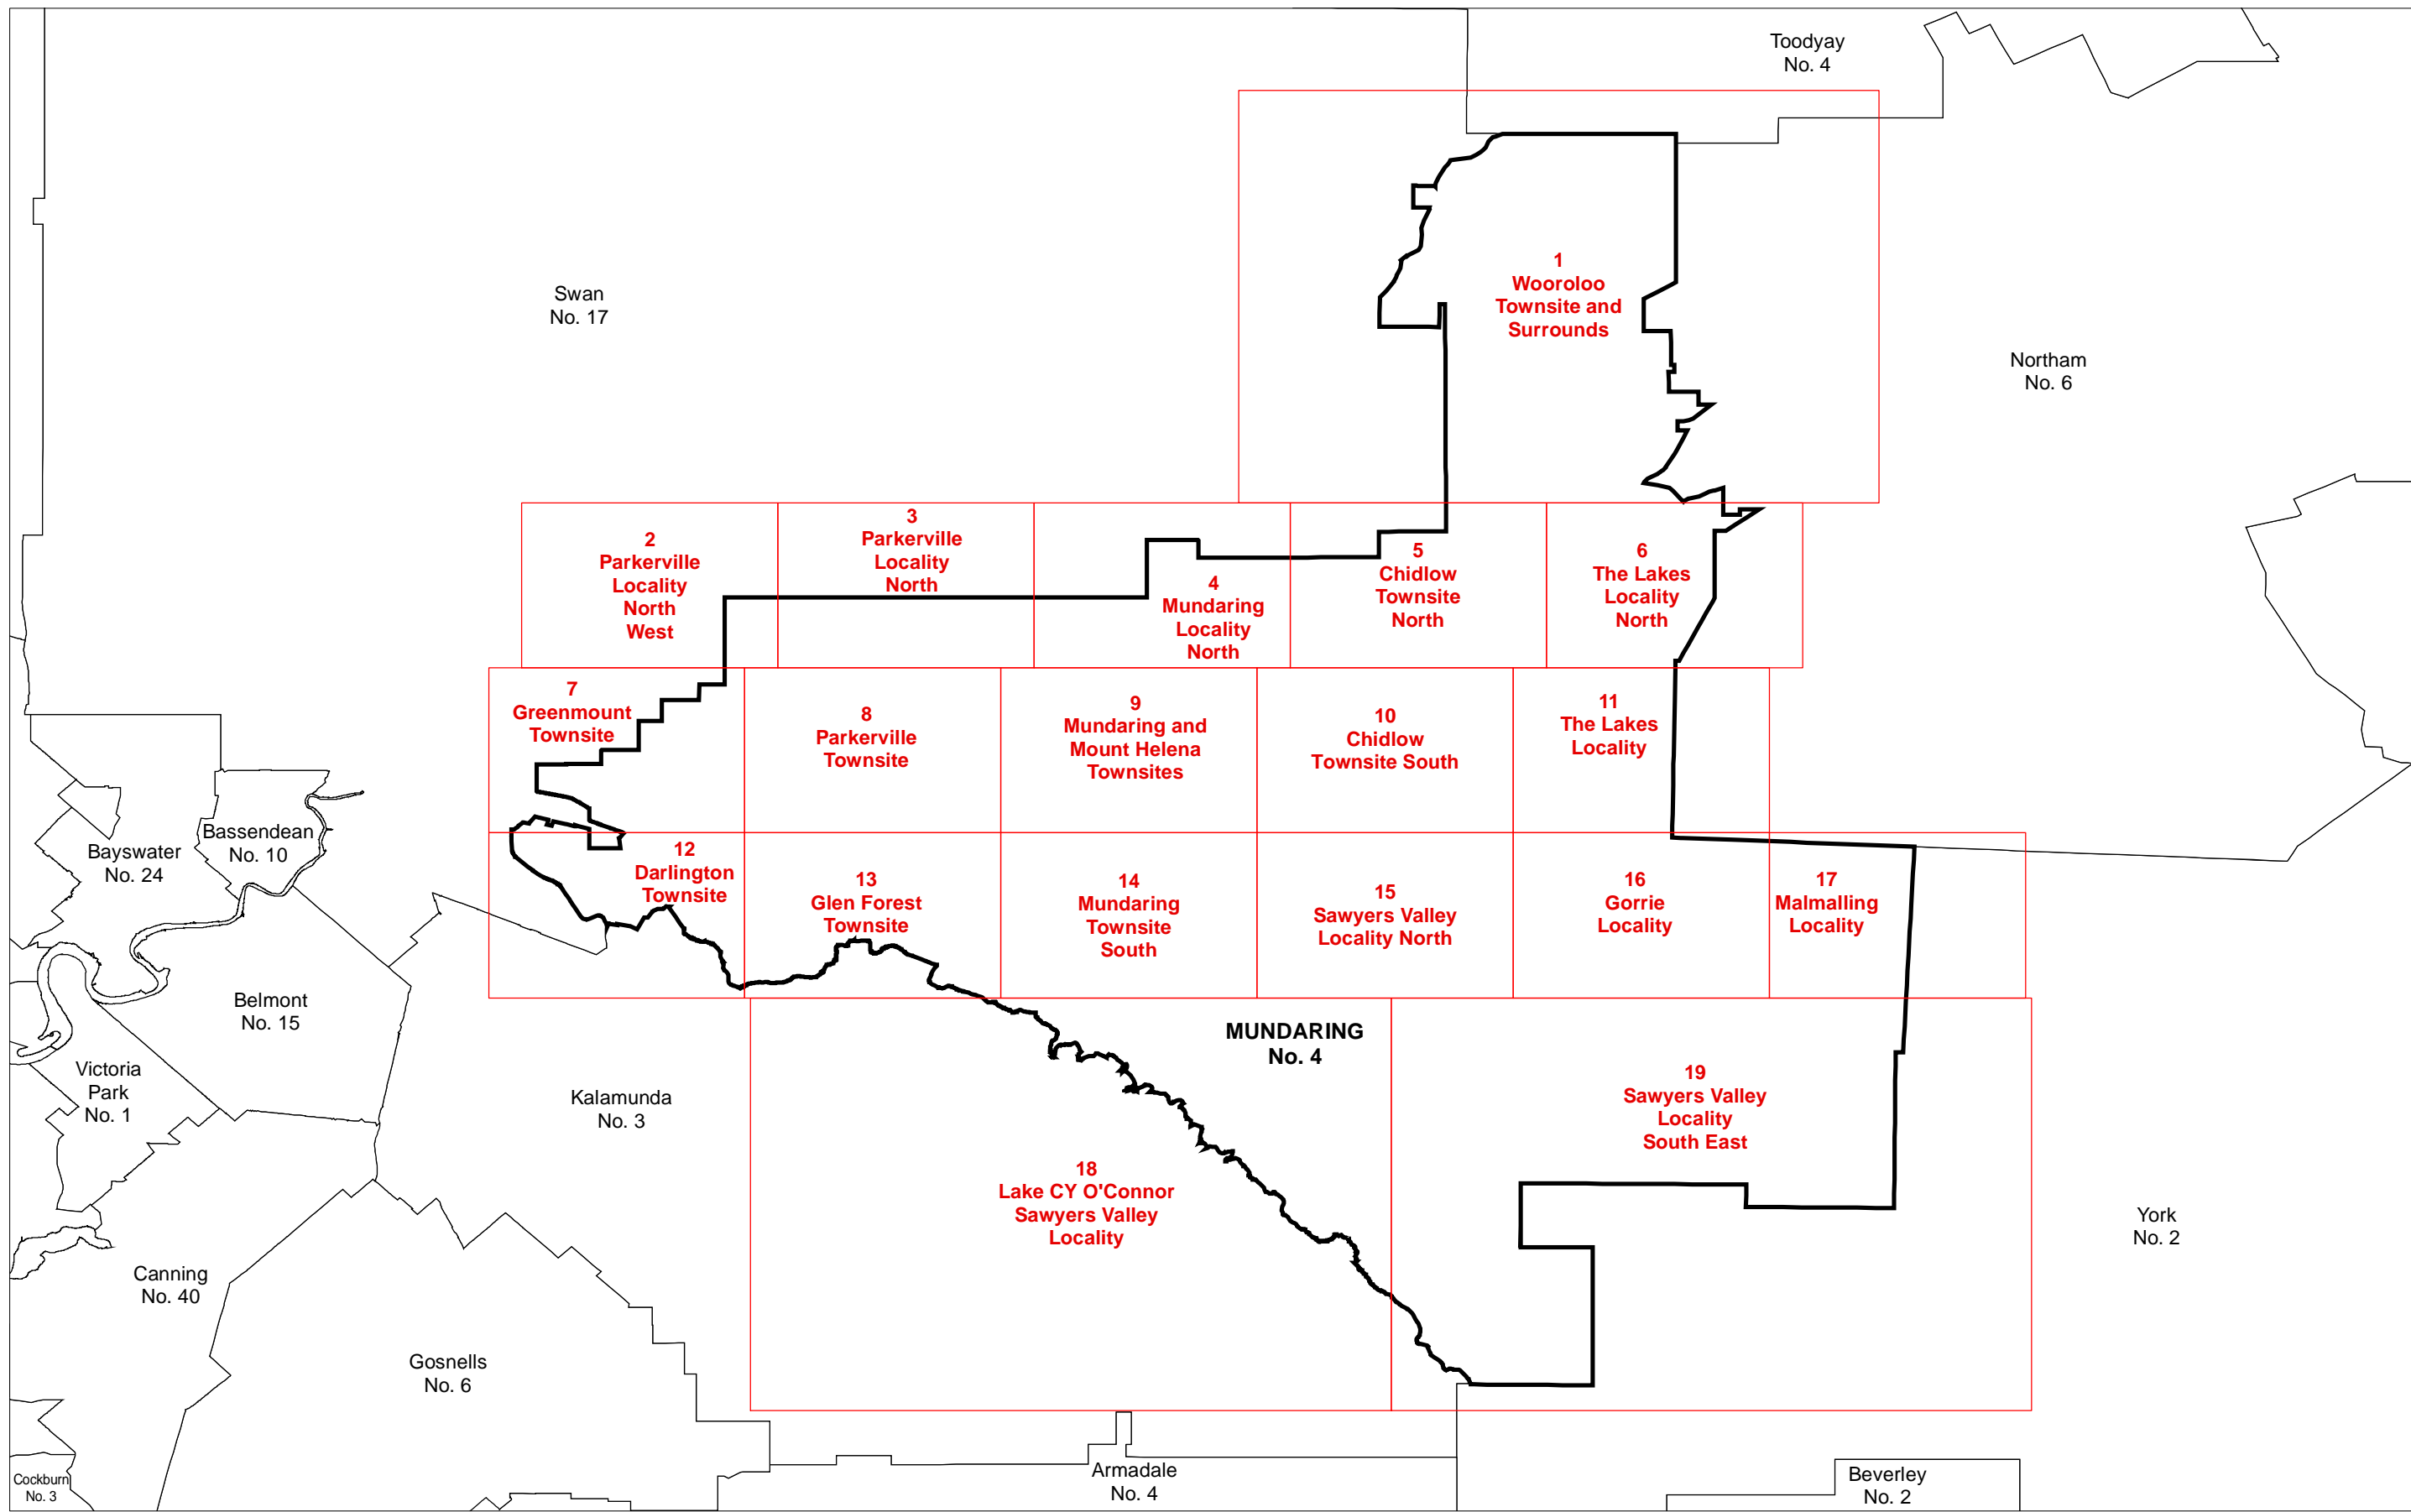 Toodyay
No. 4
Swan
No. 17
1
Wooroloo
Townsite and
Surrounds
Northam
No. 6
2
Parkerville
Locality
North
West
3
Parkerville
Locality
North
4
Mundaring
Locality
North
5
Chidlow
Townsite
North
6
The Lakes
Locality
North
7
Greenmount
Townsite
8
Parkerville
Townsite
9
Mundaring and
Mount Helena
Townsites
10
Chidlow
Townsite South
11
The Lakes
Locality
Bassendean
No. 10
Bayswater
No. 24
12
Darlington
Townsite
13
Glen Forest
Townsite
14
Mundaring
Townsite
South
15
Sawyers Valley
Locality North
16
Gorrie
Locality
17
Malmalling
Locality
Belmont
No. 15
MUNDARING
No. 4
Victoria
Park
No. 1
Kalamunda
No. 3
19
Sawyers Valley
Locality
South East
18
Lake CY O'Connor
Sawyers Valley
Locality
York
No. 2
Canning
No. 40
Gosnells
No. 6
Armadale
No. 4
Beverley
No. 2
Cockburn
No. 3